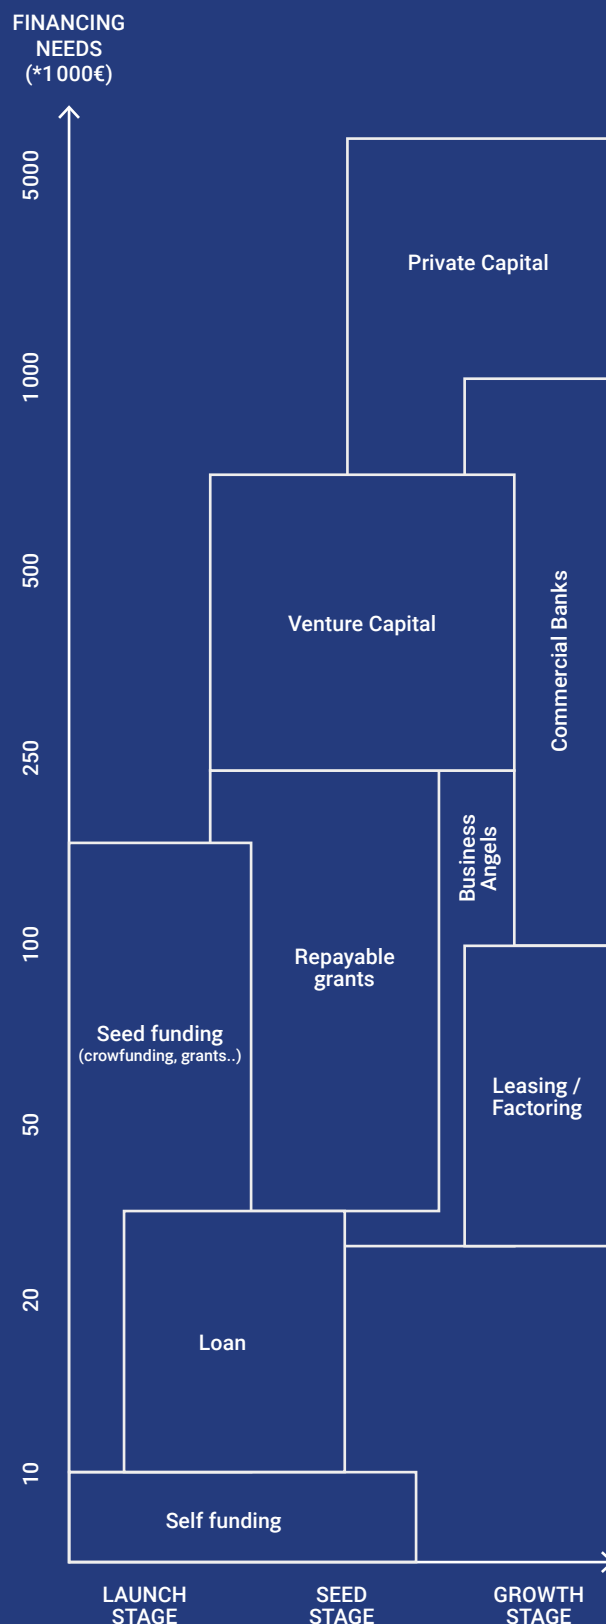 FINANCING
NEEDS
(*1 000€)
5000
Private Capital
1 000
500
Commercial Banks
Venture Capital
250
Business
Angels
100
Repayable
grants
Seed funding
(crowfunding, grants..)
Leasing /
Factoring
50
20
Loan
10
Self funding
LAUNCH
STAGE
SEED
STAGE
GROWTH
STAGE